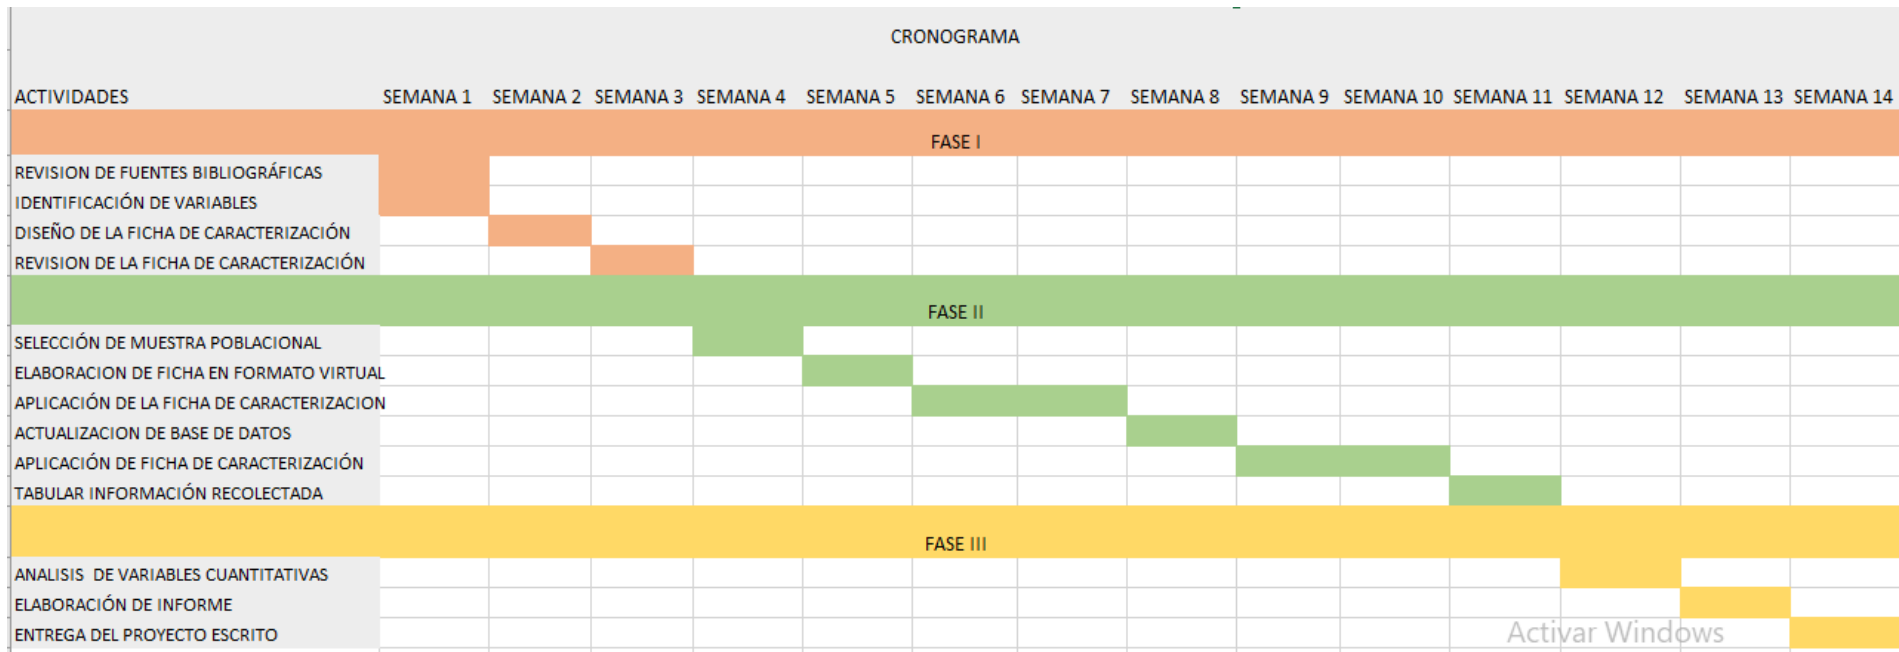 CRONOGRAMA
ACTIVIDADES SEMANA 1 SEMANA 2 SEMANA 3 SEMANA 4 SEMANA 5 SEMANA 6 SEMANA 7 SEMANA 8 SEMANA 9 SEMANA 10 SEMANA 11 SEMANA 12 SEMANA 13 SEMANA 14
FASE I
REVISION DE FUENTES BIBLIOGRÁFICAS
IDENTIFICACIÓN DE VARIABLES
DISEÑO DE LA FICHA DE CARACTERIZACIÓN
REVISION DE LA FICHA DE CARACTERIZACIÓN
FASE II
SELECCIÓN DE MUESTRA POBLACIONAL
ELABORACION DE FICHA EN FORMATO VIRTUAL
APLICACIÓN DE LA FICHA DE CARACTERIZACION
ACTUALIZACION DE BASE DE DATOS
APLICACIÓN DE FICHA DE CARACTERIZACIÓN
TABULAR INFORMACIÓN RECOLECTADA
FASE III
ANALISIS  DE VARIABLES CUANTITATIVAS
ELABORACIÓN DE INFORME
ENTREGA DEL PROYECTO ESCRITO
Activar Windows